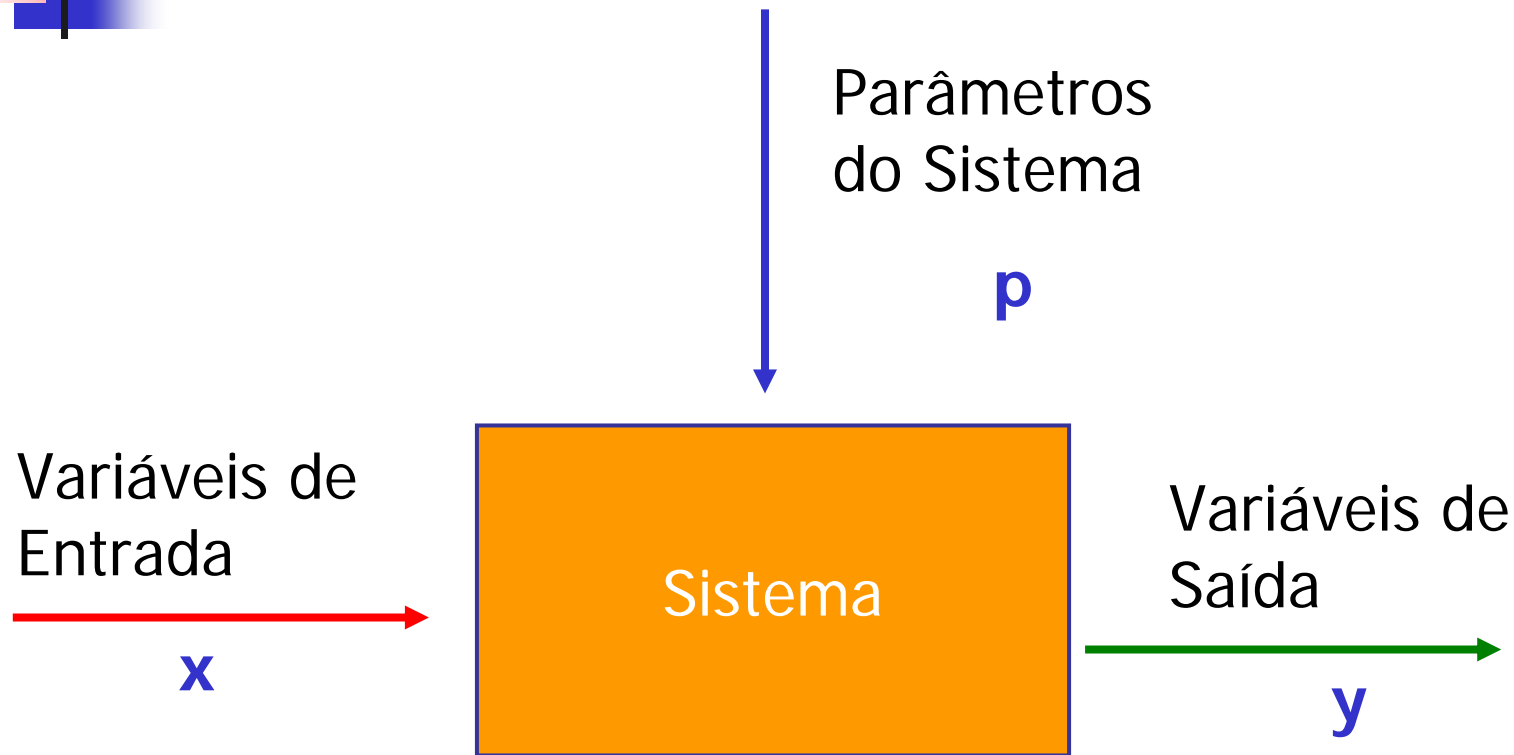 Parâmetros
do Sistema
p
Variáveis de
Entrada
x
Sistema
Variáveis de
Saída
y